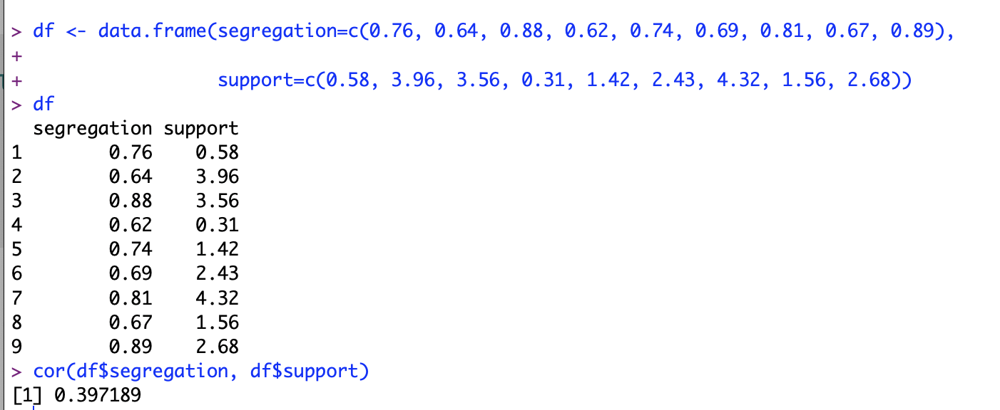 > df <- data.frame(segregation=c(0.76, 0.64, 0.88, 0.62, 0.74, 0.69, 0.81, 0.67, 0.89),
+
+                  support=c(0.58, 3.96, 3.56, 0.31, 1.42, 2.43, 4.32, 1.56, 2.68))
> df
  segregation support
1        0.76    0.58
2        0.64    3.96
3        0.88    3.56
4        0.62    0.31
5        0.74    1.42
6        0.69    2.43
7        0.81    4.32
8        0.67    1.56
9        0.89    2.68
> cor(df$segregation, df$support)
[1] 0.397189